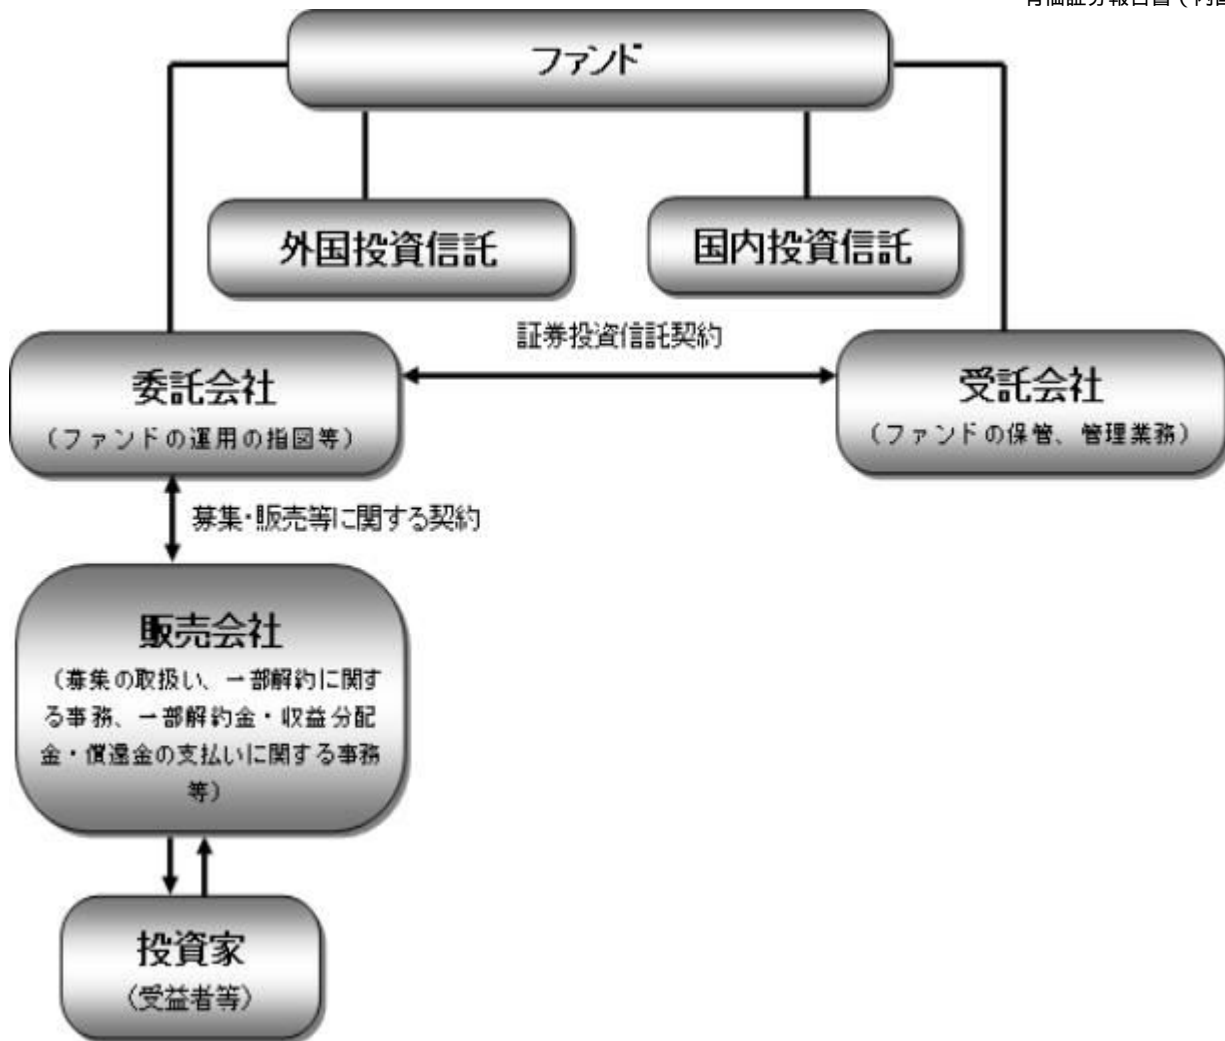 ファンド
外国投資信託
国内投資信託
証券投資信託契約
委託会社
（ファンドの運用の指図等）
受託会社
（ファンドの保管、管理業務）
募集・販売等に関する契約
販売会社
（募集の取扱い、一部解約に関す
る事務、一部解約金・収益分配
金・償還金の支払いに関する事務
等）
投資家
（受益者等）